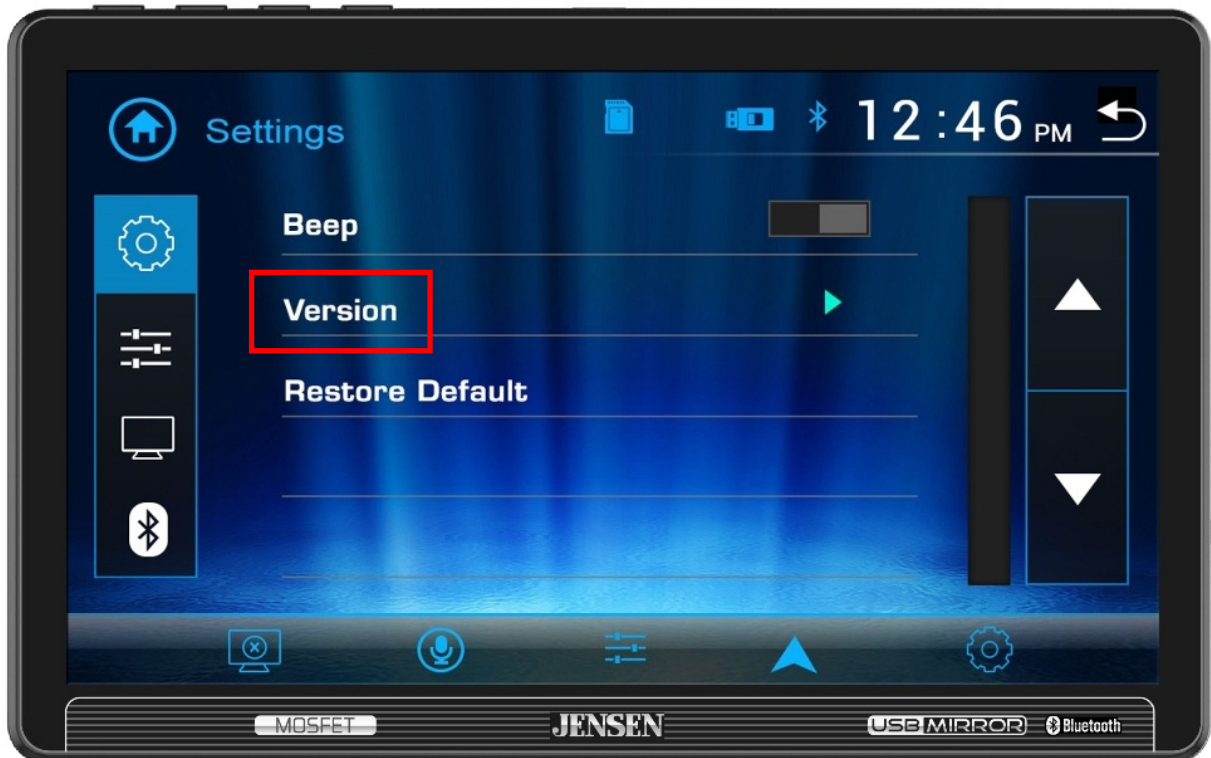 Settings 12:46 PM
Beep
Version
Restore Default
MOSFET JENSEN USB MIRROR Bluetooth